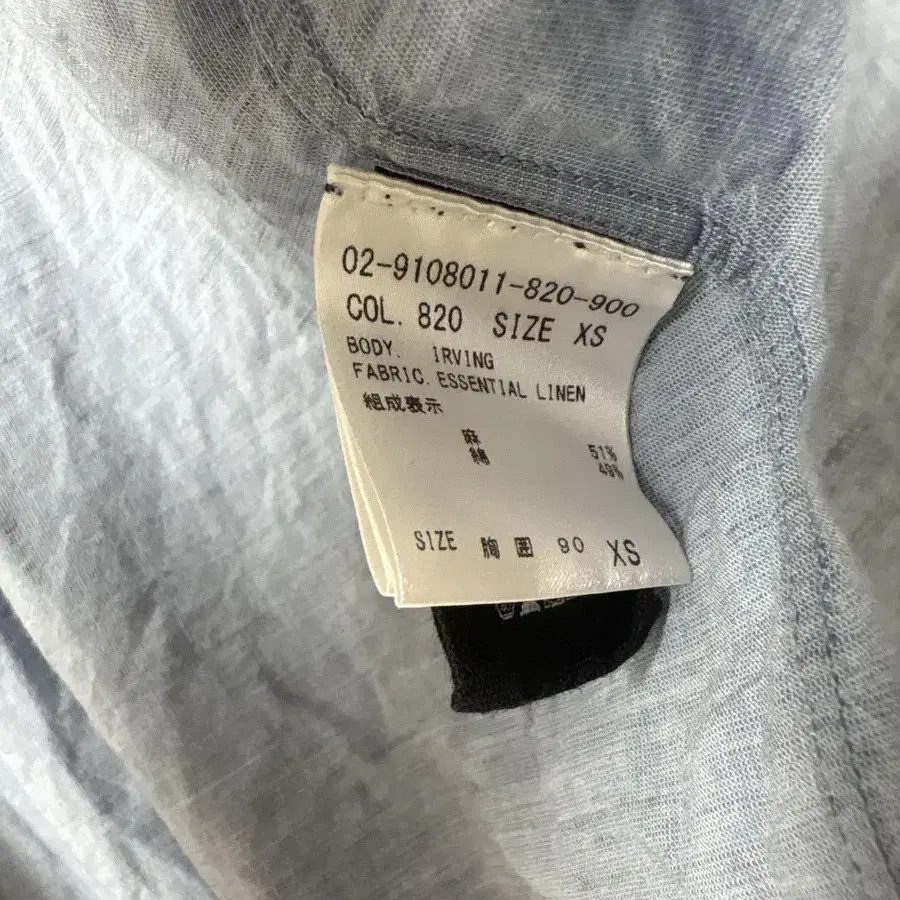 02-9108011-820-900
COL. 820 SIZE XS
BODY. IRVING
FABRIC. ESSENTIAL LINEN
組成表示
麻 51%
綿 49%
SIZE 胸囲 90 XS